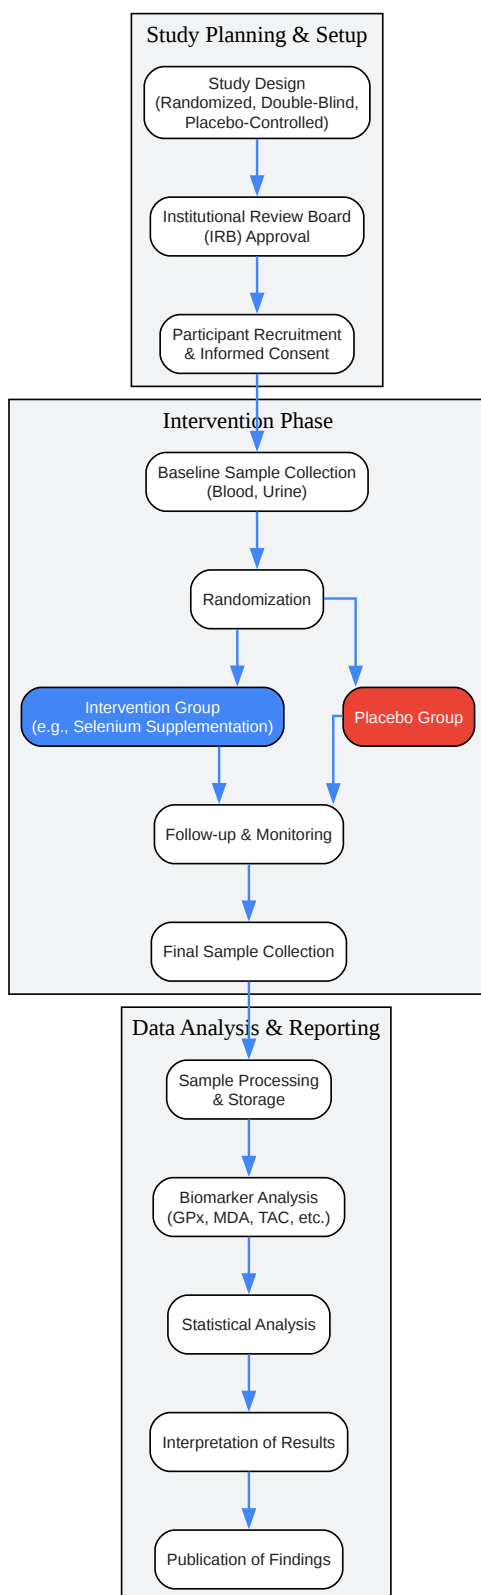 Study Planning & Setup
Study Design
(Randomized, Double-Blind,
Placebo-Controlled)
Institutional Review Board
(IRB) Approval
Participant Recruitment
& Informed Consent
Intervention Phase
Baseline Sample Collection
(Blood, Urine)
Randomization
Intervention Group
(e.g., Selenium Supplementation)
Placebo Group
Follow-up & Monitoring
Final Sample Collection
Data Analysis & Reporting
Sample Processing
& Storage
Biomarker Analysis
(GPx, MDA, TAC, etc.)
Statistical Analysis
Interpretation of Results
Publication of Findings